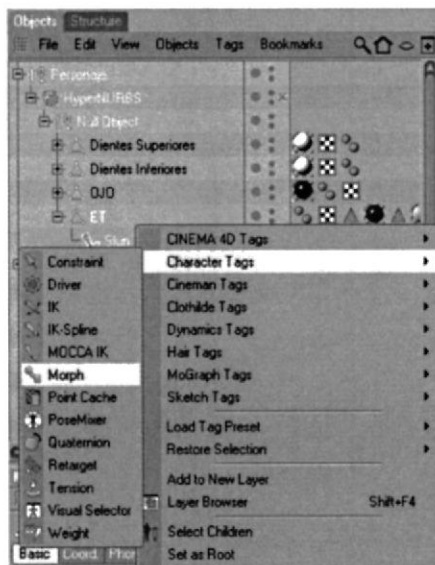 Objects Structure
File Edit View Objects Tags Bookmarks
Personaje
HyperNURBS
Null Object
Dientes Superiores
Dientes Inferiores
OJO
ET
Skin
CINEMA 4D Tags
Character Tags
Cineman Tags
Clothilde Tags
Dynamics Tags
Hair Tags
MoGraph Tags
Sketch Tags
Load Tag Preset
Restore Selection
Add to New Layer
Layer Browser Shift+F4
Select Children
Set as Root
Constraint
Driver
IK
IK-Spline
MOCCA IK
Morph
Point Cache
PoseMixer
Quaternion
Retarget
Tension
Visual Selector
Weight
Basic Coord. Phon